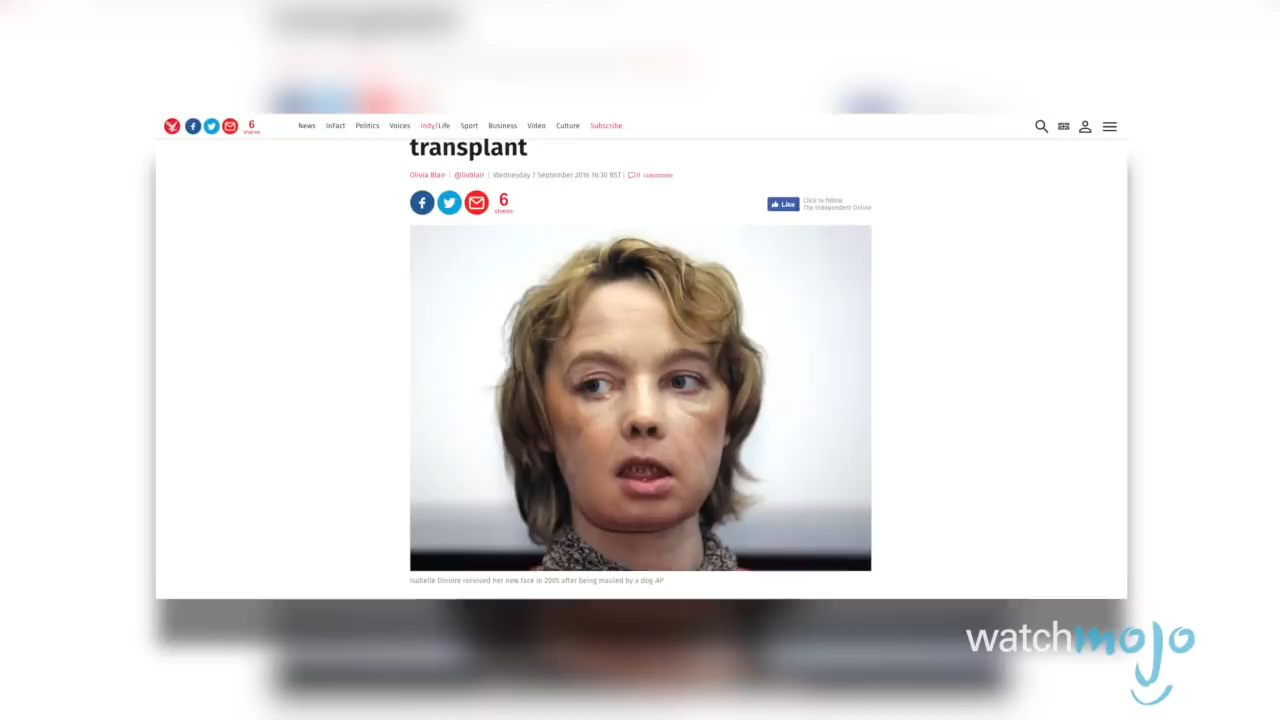 6
shares
News InFact Politics Voices Indy/Life Sport Business Video Culture Subscribe
transplant
Olivia Blair | @livblair | Wednesday 7 September 2016 16:30 BST | 0 comments
6
shares
Like
Click to follow
The Independent Online
Isabelle Dinoire received her new face in 2005 after being mauled by a dog AP
watchmojo